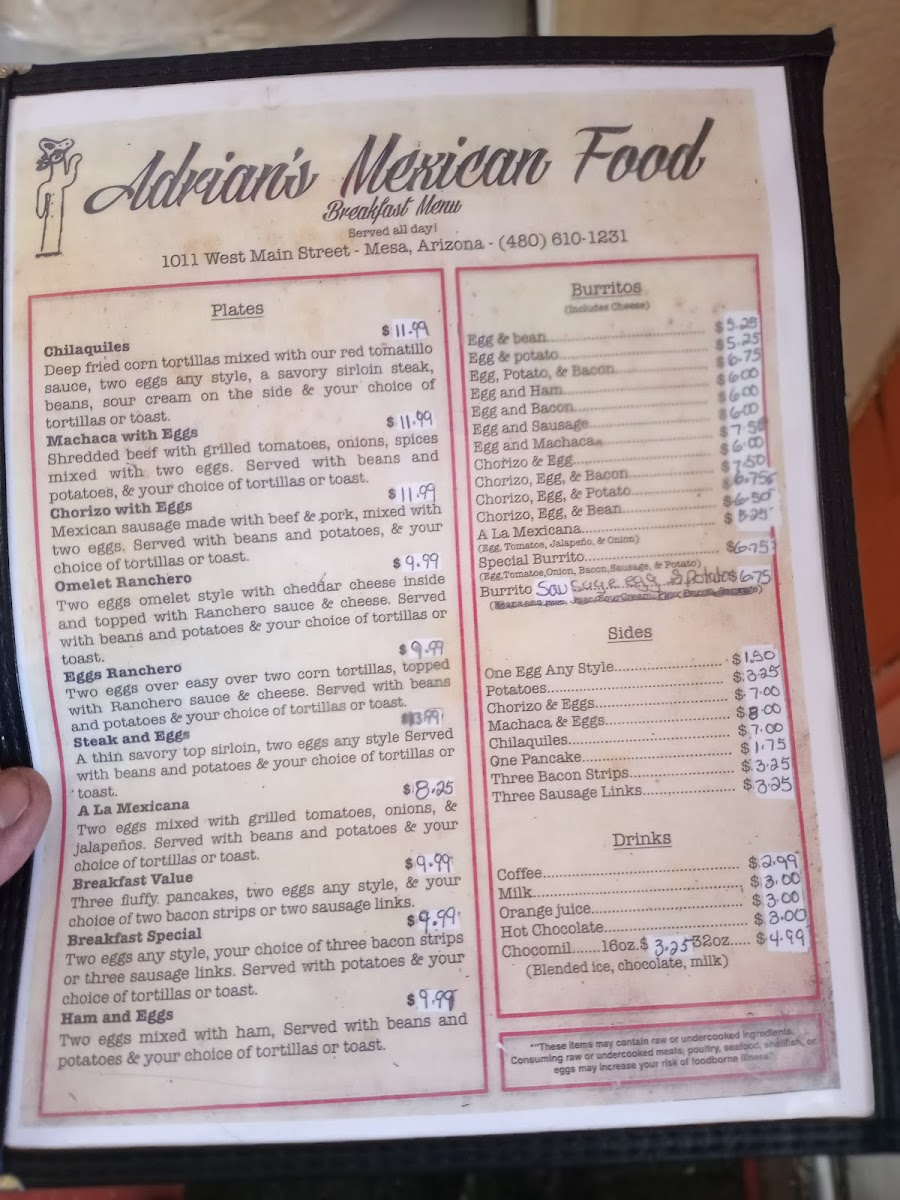 Adrian's Mexican Food
Breakfast Menu
Served all day!
1011 West Main Street - Mesa, Arizona - (480) 610-1231
Plates
$ 11.99
Chilaquiles
Deep fried corn tortillas mixed with our red tomatillo
sauce, two eggs any style, a savory sirloin steak,
beans, sour cream on the side & your choice of
tortillas or toast.
$ 11.99
Machaca with Eggs
Shredded beef with grilled tomatoes, onions, spices
mixed with two eggs. Served with beans and
potatoes, & your choice of tortillas or toast.
$ 11.99
Chorizo with Eggs
Mexican sausage made with beef & pork, mixed with
two eggs. Served with beans and potatoes, & your
choice of tortillas or toast.
$ 9.99
Omelet Ranchero
Two eggs omelet style with cheddar cheese inside
and topped with Ranchero sauce & cheese. Served
with beans and potatoes & your choice of tortillas or
toast.
$ 9.99
Eggs Ranchero
Two eggs over easy over two corn tortillas, topped
with Ranchero sauce & cheese. Served with beans
and potatoes & your choice of tortillas or toast.
$13.99
Steak and Eggs
A thin savory top sirloin, two eggs any style Served
with beans and potatoes & your choice of tortillas or
toast.
$ 8.25
A La Mexicana
Two eggs mixed with grilled tomatoes, onions, &
jalapeños. Served with beans and potatoes & your
choice of tortillas or toast.
$ 9.99
Breakfast Value
Three fluffy pancakes, two eggs any style, & your
choice of two bacon strips or two sausage links.
$ 9.99
Breakfast Special
Two eggs any style, your choice of three bacon strips
or three sausage links. Served with potatoes & your
choice of tortillas or toast.
$ 9.99
Ham and Eggs
Two eggs mixed with ham, Served with beans and
potatoes & your choice of tortillas or toast.
Burritos
(Includes Cheese)
Egg & bean $ 5.25
Egg & potato $ 5.25
Egg, Potato, & Bacon $ 6.75
Egg and Ham $ 6.00
Egg and Bacon $ 6.00
Egg and Sausage $ 6.00
Egg and Machaca $ 7.50
Chorizo & Egg $ 6.00
Chorizo, Egg, & Bacon $ 7.50
Chorizo, Egg, & Potato $ 6.75
Chorizo, Egg, & Bean $ 6.50
A La Mexicana $ 5.25
(Egg, Tomatoes, Jalapeño, & Onion)
Special Burrito $6.75
(Egg,Tomatoes,Onion, Bacon,Sausage, & Potato)
Burrito Sausage egg & Potato $6.75
Sides
One Egg Any Style $ 1.50
Potatoes $ 3.25
Chorizo & Eggs $ 7.00
Machaca & Eggs $ 8.00
Chilaquiles $ 7.00
One Pancake $ 1.75
Three Bacon Strips $ 3.25
Three Sausage Links $ 3.25
Drinks
Coffee $ 2.99
Milk $ 3.00
Orange juice $ 3.00
Hot Chocolate $ 3.00
Chocomil......16oz.$ 3.25 32oz..... $ 4.99
(Blended ice, chocolate, milk)
**These items may contain raw or undercooked ingredients.
Consuming raw or undercooked meats, poultry, seafood, shellfish, or
eggs may increase your risk of foodborne illness"